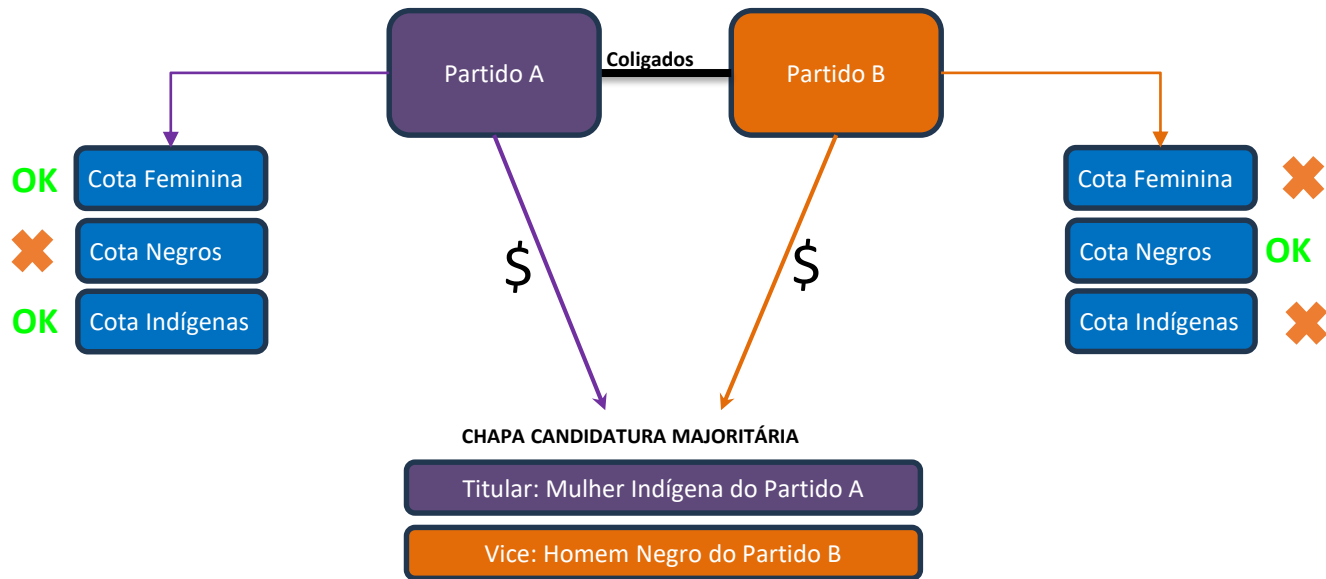 Partido A
Coligados
Partido B
OK
Cota Feminina
Cota Negros
OK
Cota Indígenas
Cota Feminina
Cota Negros
OK
Cota Indígenas
$
$
CHAPA CANDIDATURA MAJORITÁRIA
Titular: Mulher Indígena do Partido A
Vice: Homem Negro do Partido B